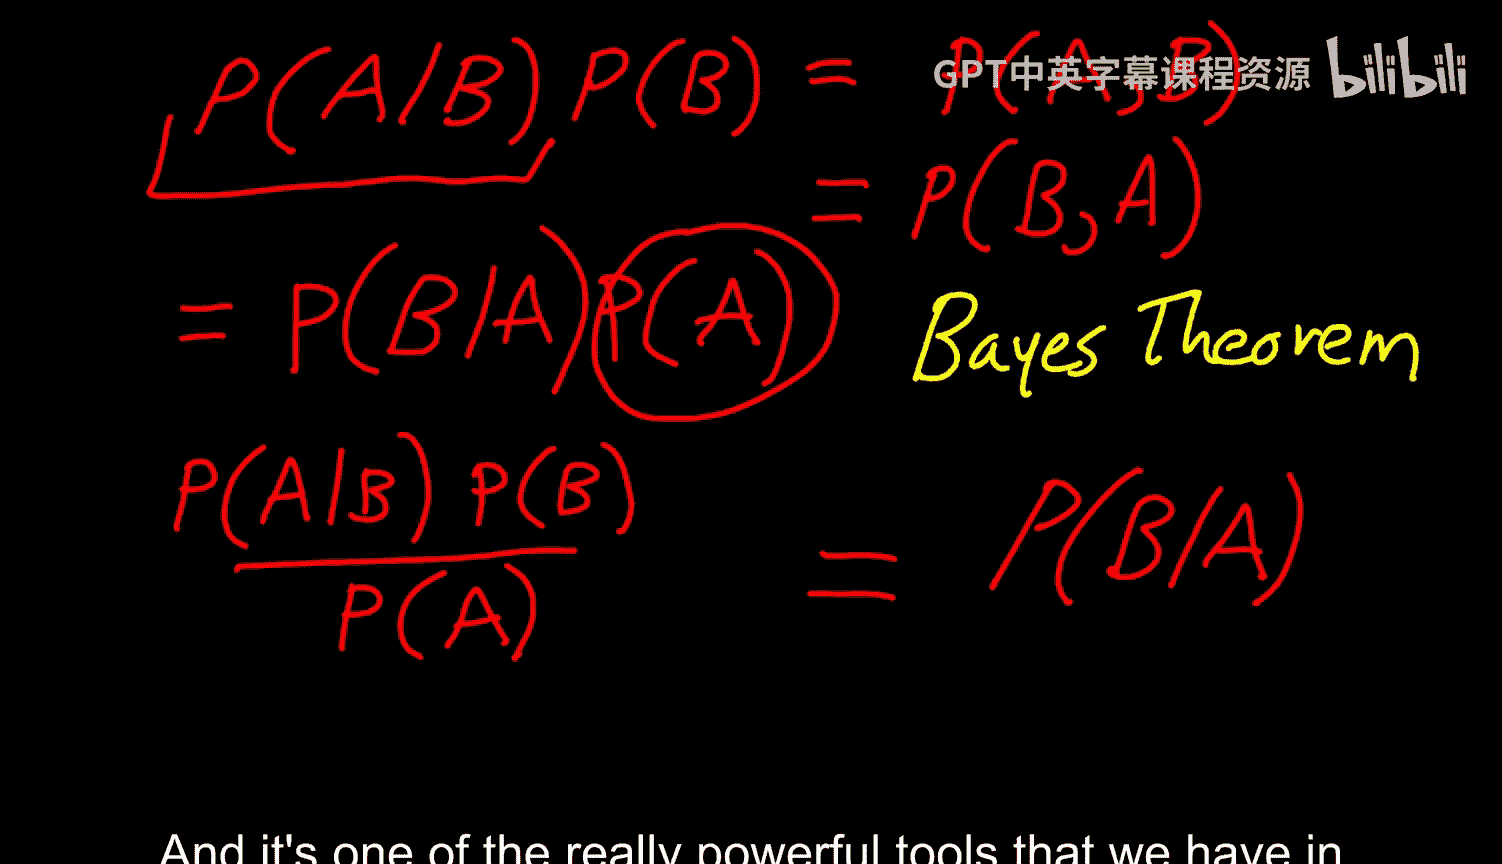 P(A/B) P(B) = P(A,B)
GPT中英字幕课程资源 bilibili
= P(B,A)
= P(B/A) P(A)
Bayes Theorem
P(A/B) P(B)
P(A)
= P(B/A)
And it's one of the really powerful tools that we have in